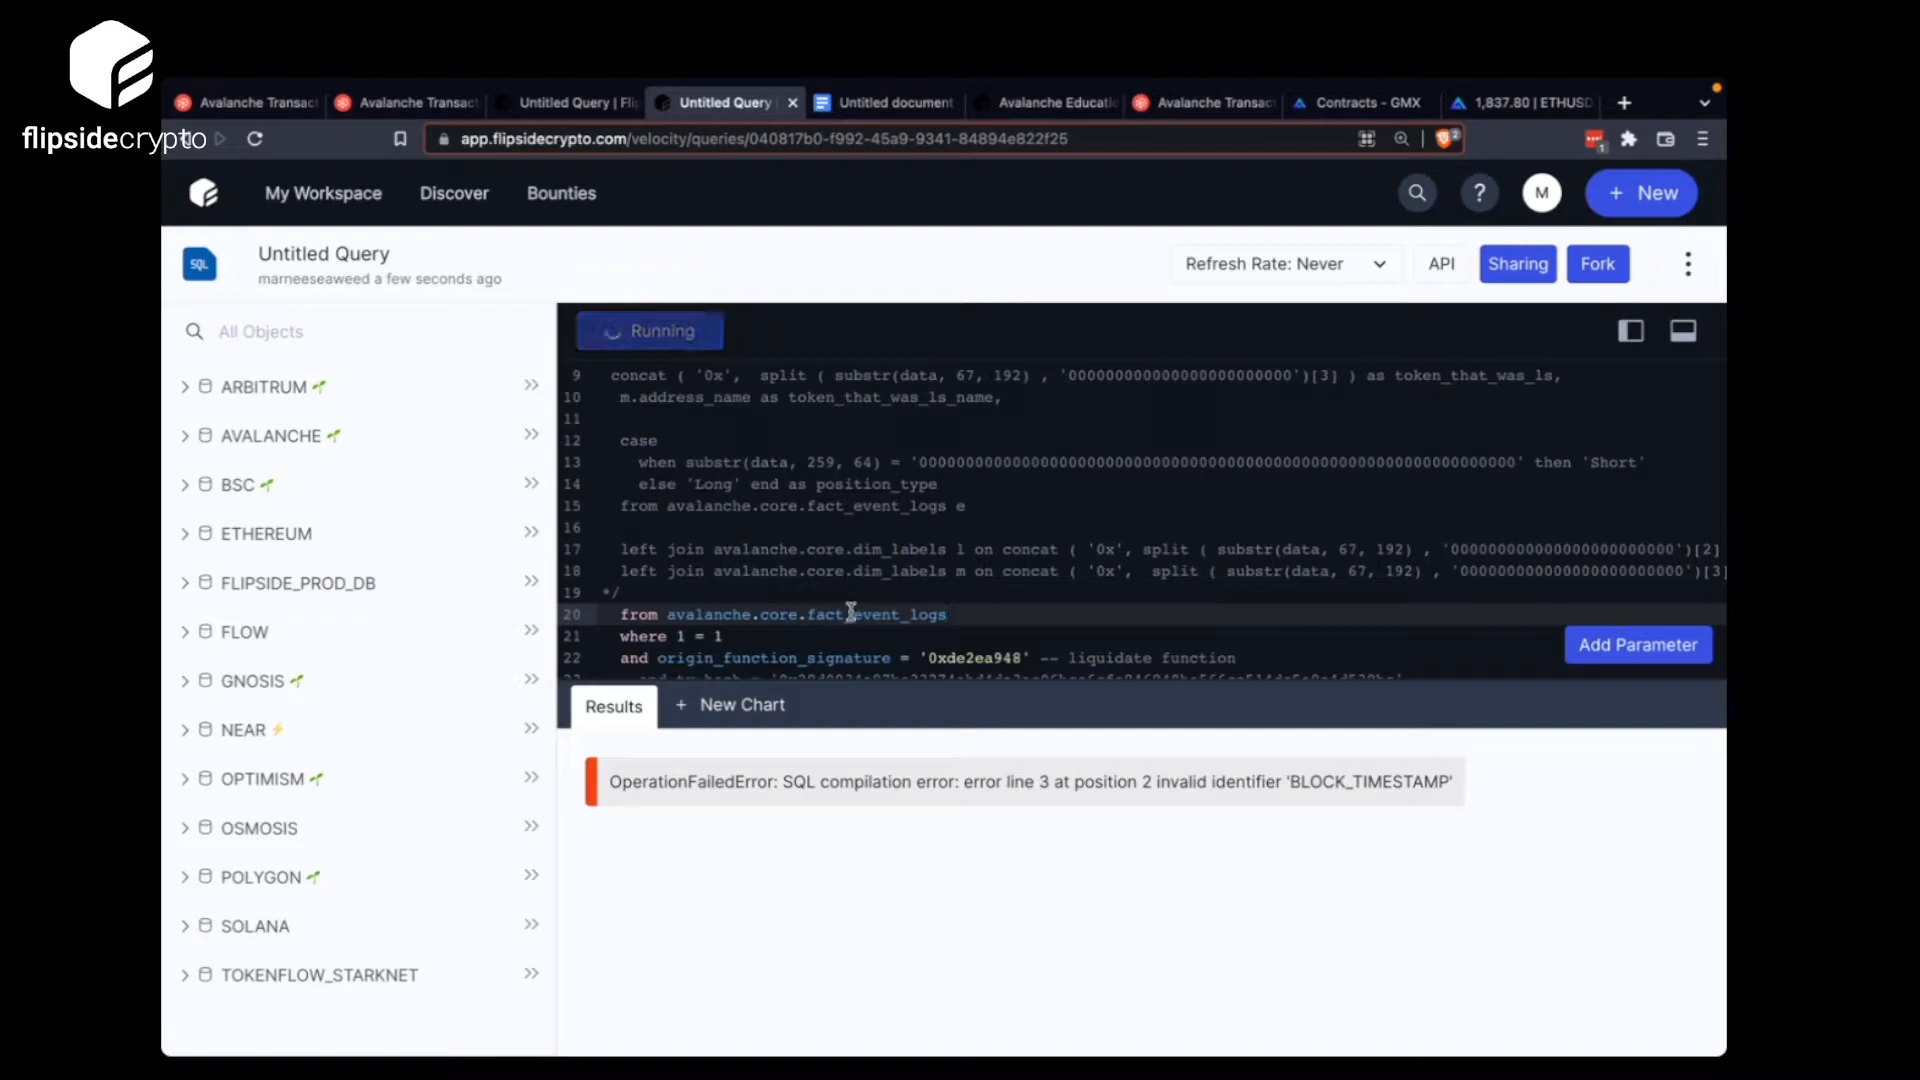 flipsidecrypto
Avalanche Transact
Avalanche Transact
Untitled Query | Fli
Untitled Query
Untitled document
Avalanche Educatio
Avalanche Transac
Contracts - GMX
1,837.80 | ETHUSD
app.flipsidecrypto.com/velocity/queries/040817b0-f992-45a9-9341-84894e822f25
2
1
My Workspace
Discover
Bounties
?
M
+ New
SQL
Untitled Query
marneeseaweed a few seconds ago
Refresh Rate: Never
API
Sharing
Fork
All Objects
ARBITRUM
AVALANCHE
BSC
ETHEREUM
FLIPSIDE_PROD_DB
FLOW
GNOSIS
NEAR
OPTIMISM
OSMOSIS
POLYGON
SOLANA
TOKENFLOW_STARKNET
Running
9 concat ( '0x', split ( substr(data, 67, 192) , '000000000000000000000000')[3] ) as token_that_was_ls,
10 m.address_name as token_that_was_ls_name,
11
12 case
13 when substr(data, 259, 64) = '0000000000000000000000000000000000000000000000000000000000000000' then 'Short'
14 else 'Long' end as position_type
15 from avalanche.core.fact_event_logs e
16
17 left join avalanche.core.dim_labels l on concat ( '0x', split ( substr(data, 67, 192) , '000000000000000000000000')[2]
18 left join avalanche.core.dim_labels m on concat ( '0x', split ( substr(data, 67, 192) , '000000000000000000000000')[3]
19 */
20 from avalanche.core.fact_event_logs
21 where 1 = 1
22 and origin_function_signature = '0xde2ea948' -- liquidate function
Add Parameter
Results
+ New Chart
OperationFailedError: SQL compilation error: error line 3 at position 2 invalid identifier 'BLOCK_TIMESTAMP'